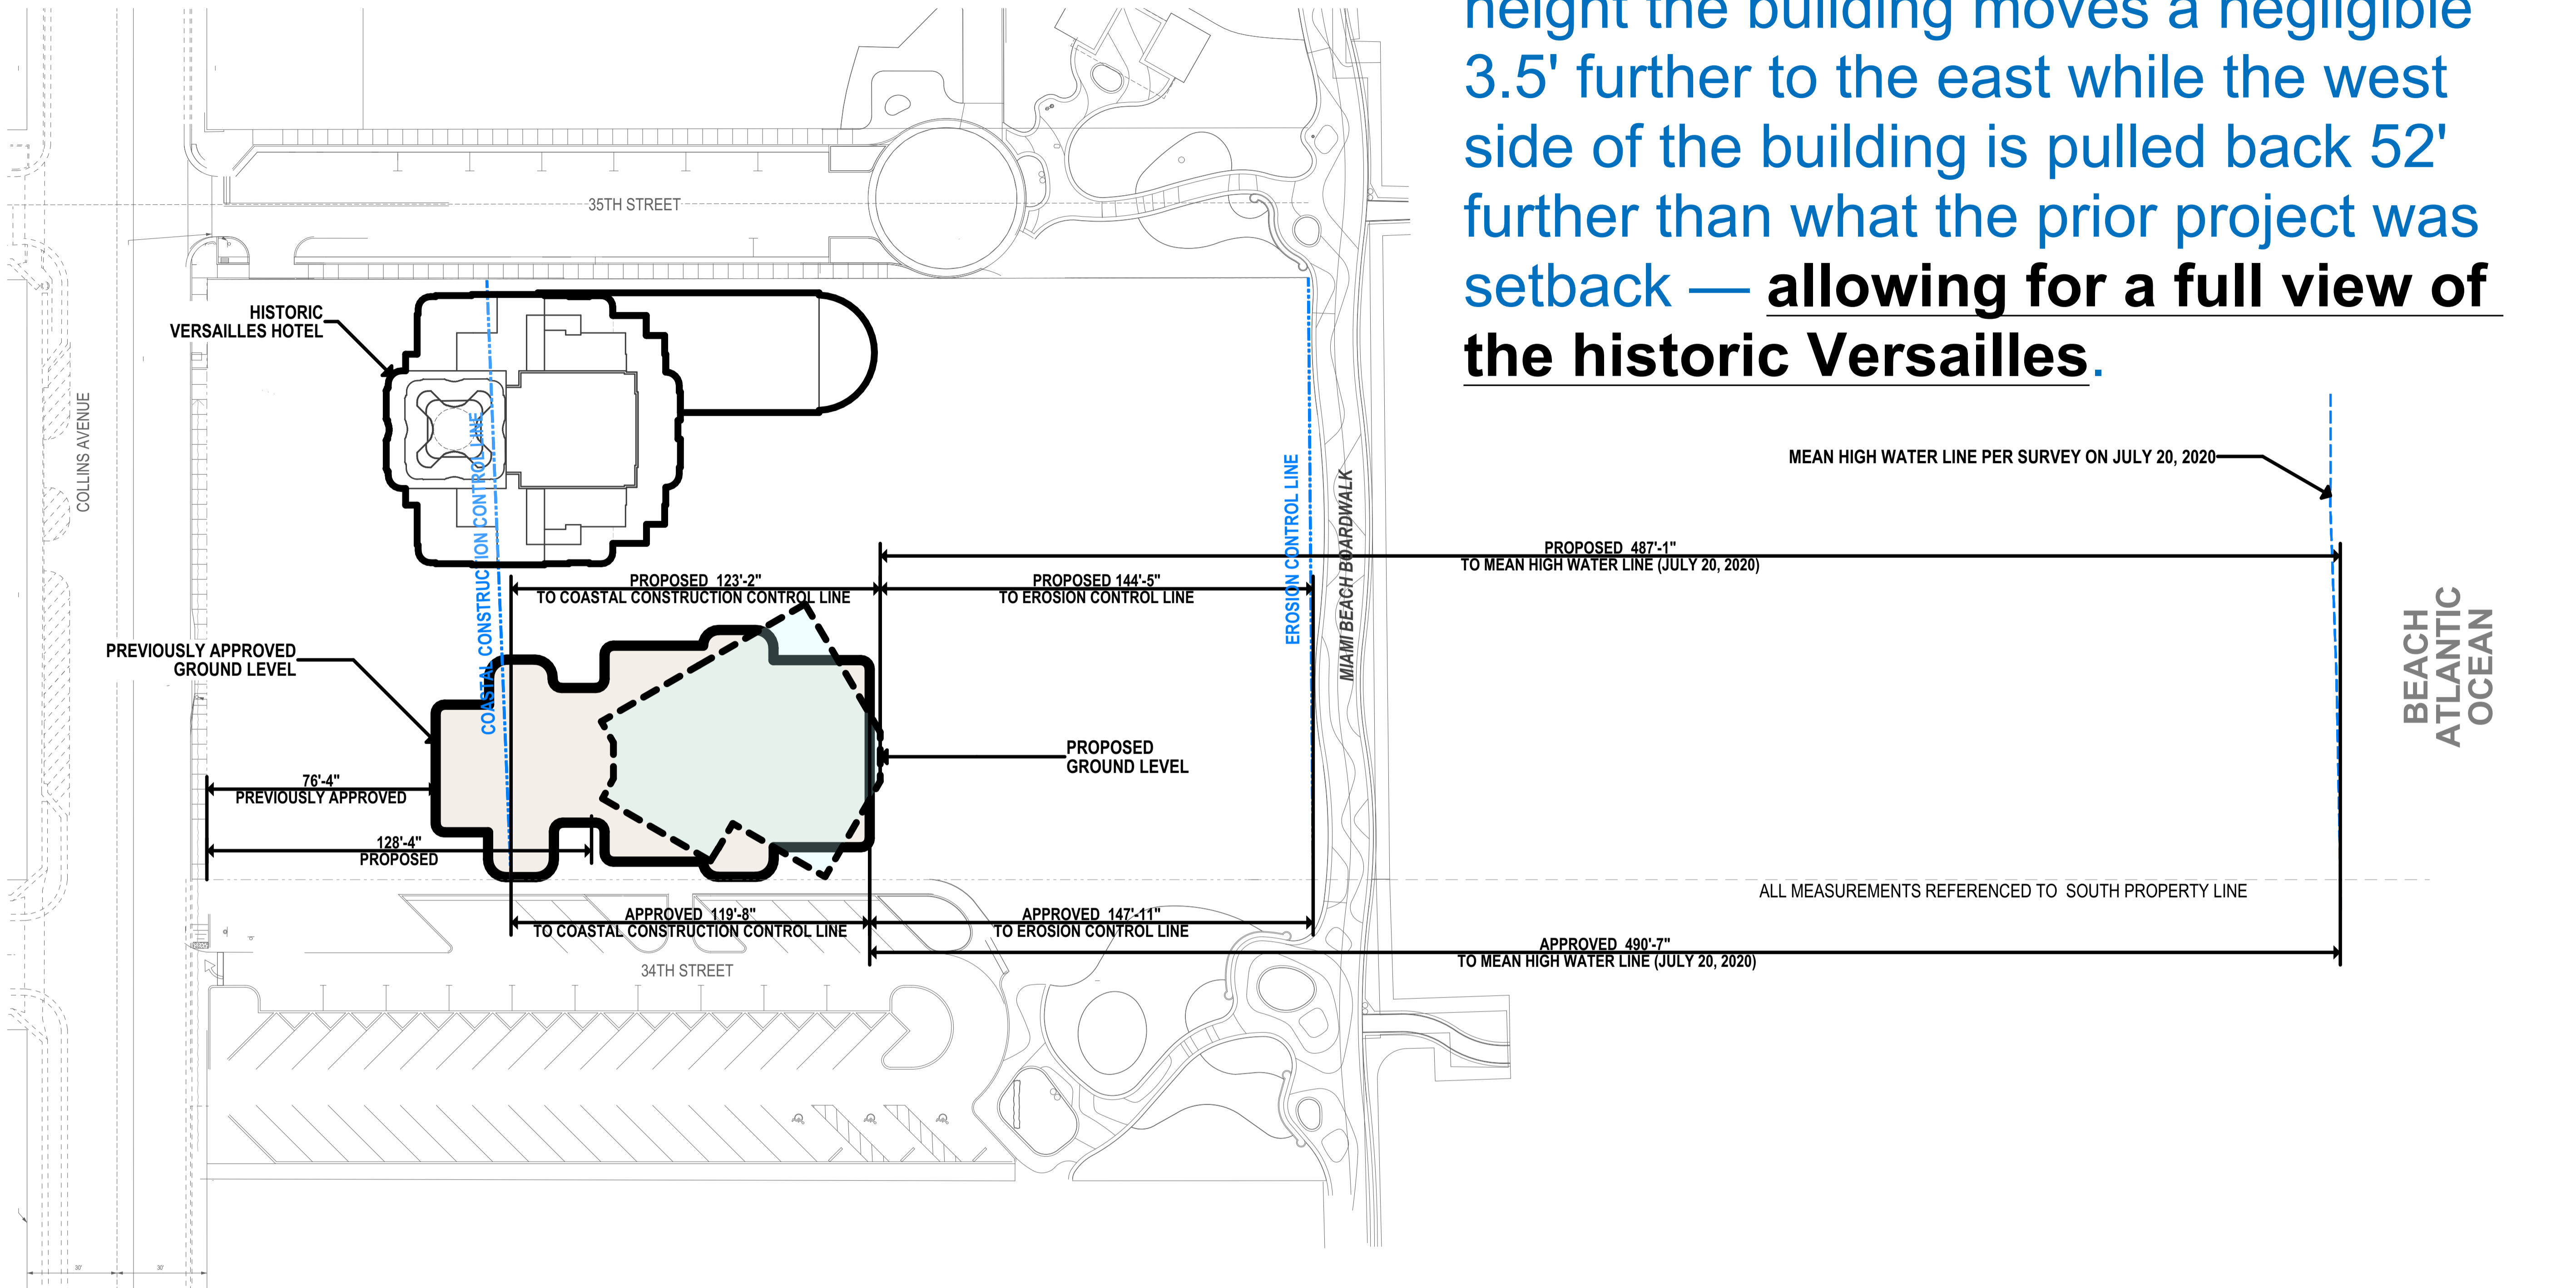 height the building moves a negligible
3.5' further to the east while the west
side of the building is pulled back 52'
further than what the prior project was
setback — allowing for a full view of
the historic Versailles.
35TH STREET
HISTORIC
VERSAILLES HOTEL
COLLINS AVENUE
COASTAL CONSTRUCTION CONTROL LINE
EROSION CONTROL LINE
MIAMI BEACH BOARDWALK
MEAN HIGH WATER LINE PER SURVEY ON JULY 20, 2020
PROPOSED 487'-1"
TO MEAN HIGH WATER LINE (JULY 20, 2020)
PROPOSED 123'-2"
TO COASTAL CONSTRUCTION CONTROL LINE
PROPOSED 144'-5"
TO EROSION CONTROL LINE
BEACH
ATLANTIC
OCEAN
PREVIOUSLY APPROVED
GROUND LEVEL
PROPOSED
GROUND LEVEL
76'-4"
PREVIOUSLY APPROVED
128'-4"
PROPOSED
ALL MEASUREMENTS REFERENCED TO SOUTH PROPERTY LINE
APPROVED 119'-8"
TO COASTAL CONSTRUCTION CONTROL LINE
APPROVED 147'-11"
TO EROSION CONTROL LINE
APPROVED 490'-7"
TO MEAN HIGH WATER LINE (JULY 20, 2020)
34TH STREET
30'
30'